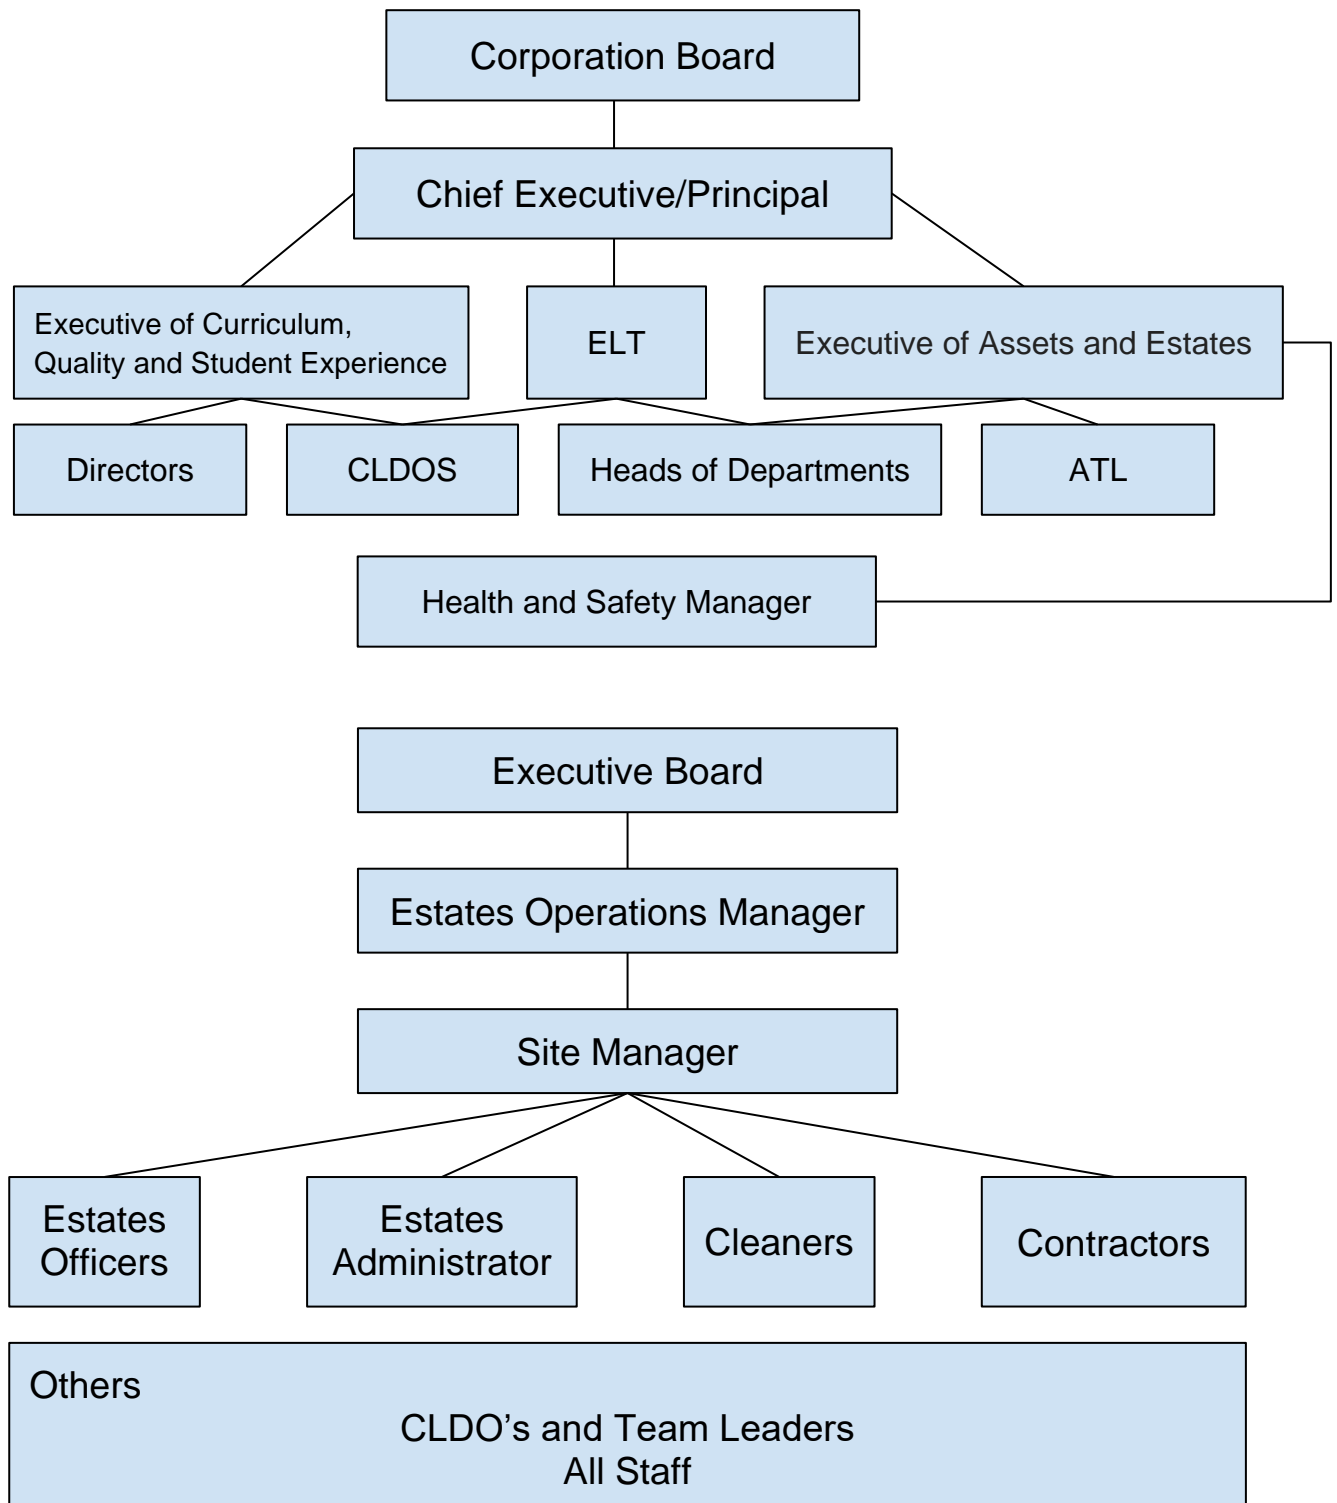 Corporation Board
Chief Executive/Principal
Executive of Curriculum,
Quality and Student Experience
ELT
Executive of Assets and Estates
Directors
CLDOS
Heads of Departments
ATL
Health and Safety Manager
Executive Board
Estates Operations Manager
Site Manager
Estates
Officers
Estates
Administrator
Cleaners
Contractors
Others
CLDO’s and Team Leaders
All Staff